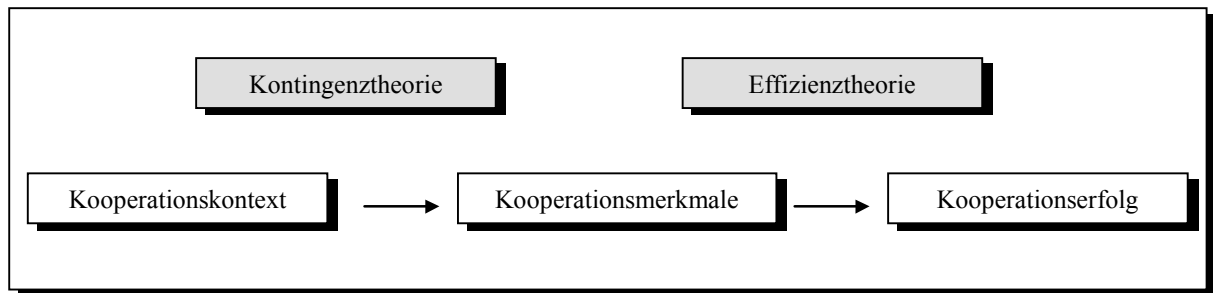 Kontingenztheorie
Effizienztheorie
Kooperationskontext
Kooperationsmerkmale
Kooperationserfolg